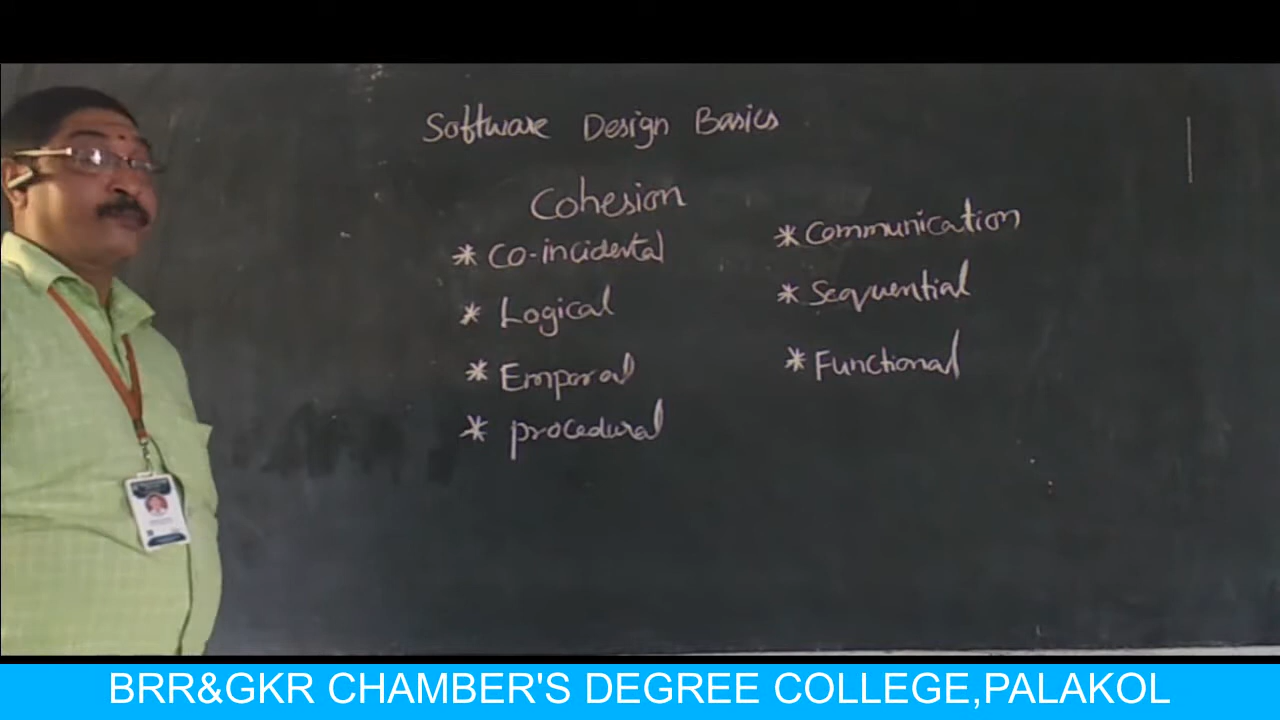 Software Design Basics
Cohesion
* Co-incidental
* Logical
* Emporal
* procedural
* Communication
* Sequential
* Functional
BRR&GKR CHAMBER'S DEGREE COLLEGE,PALAKOL